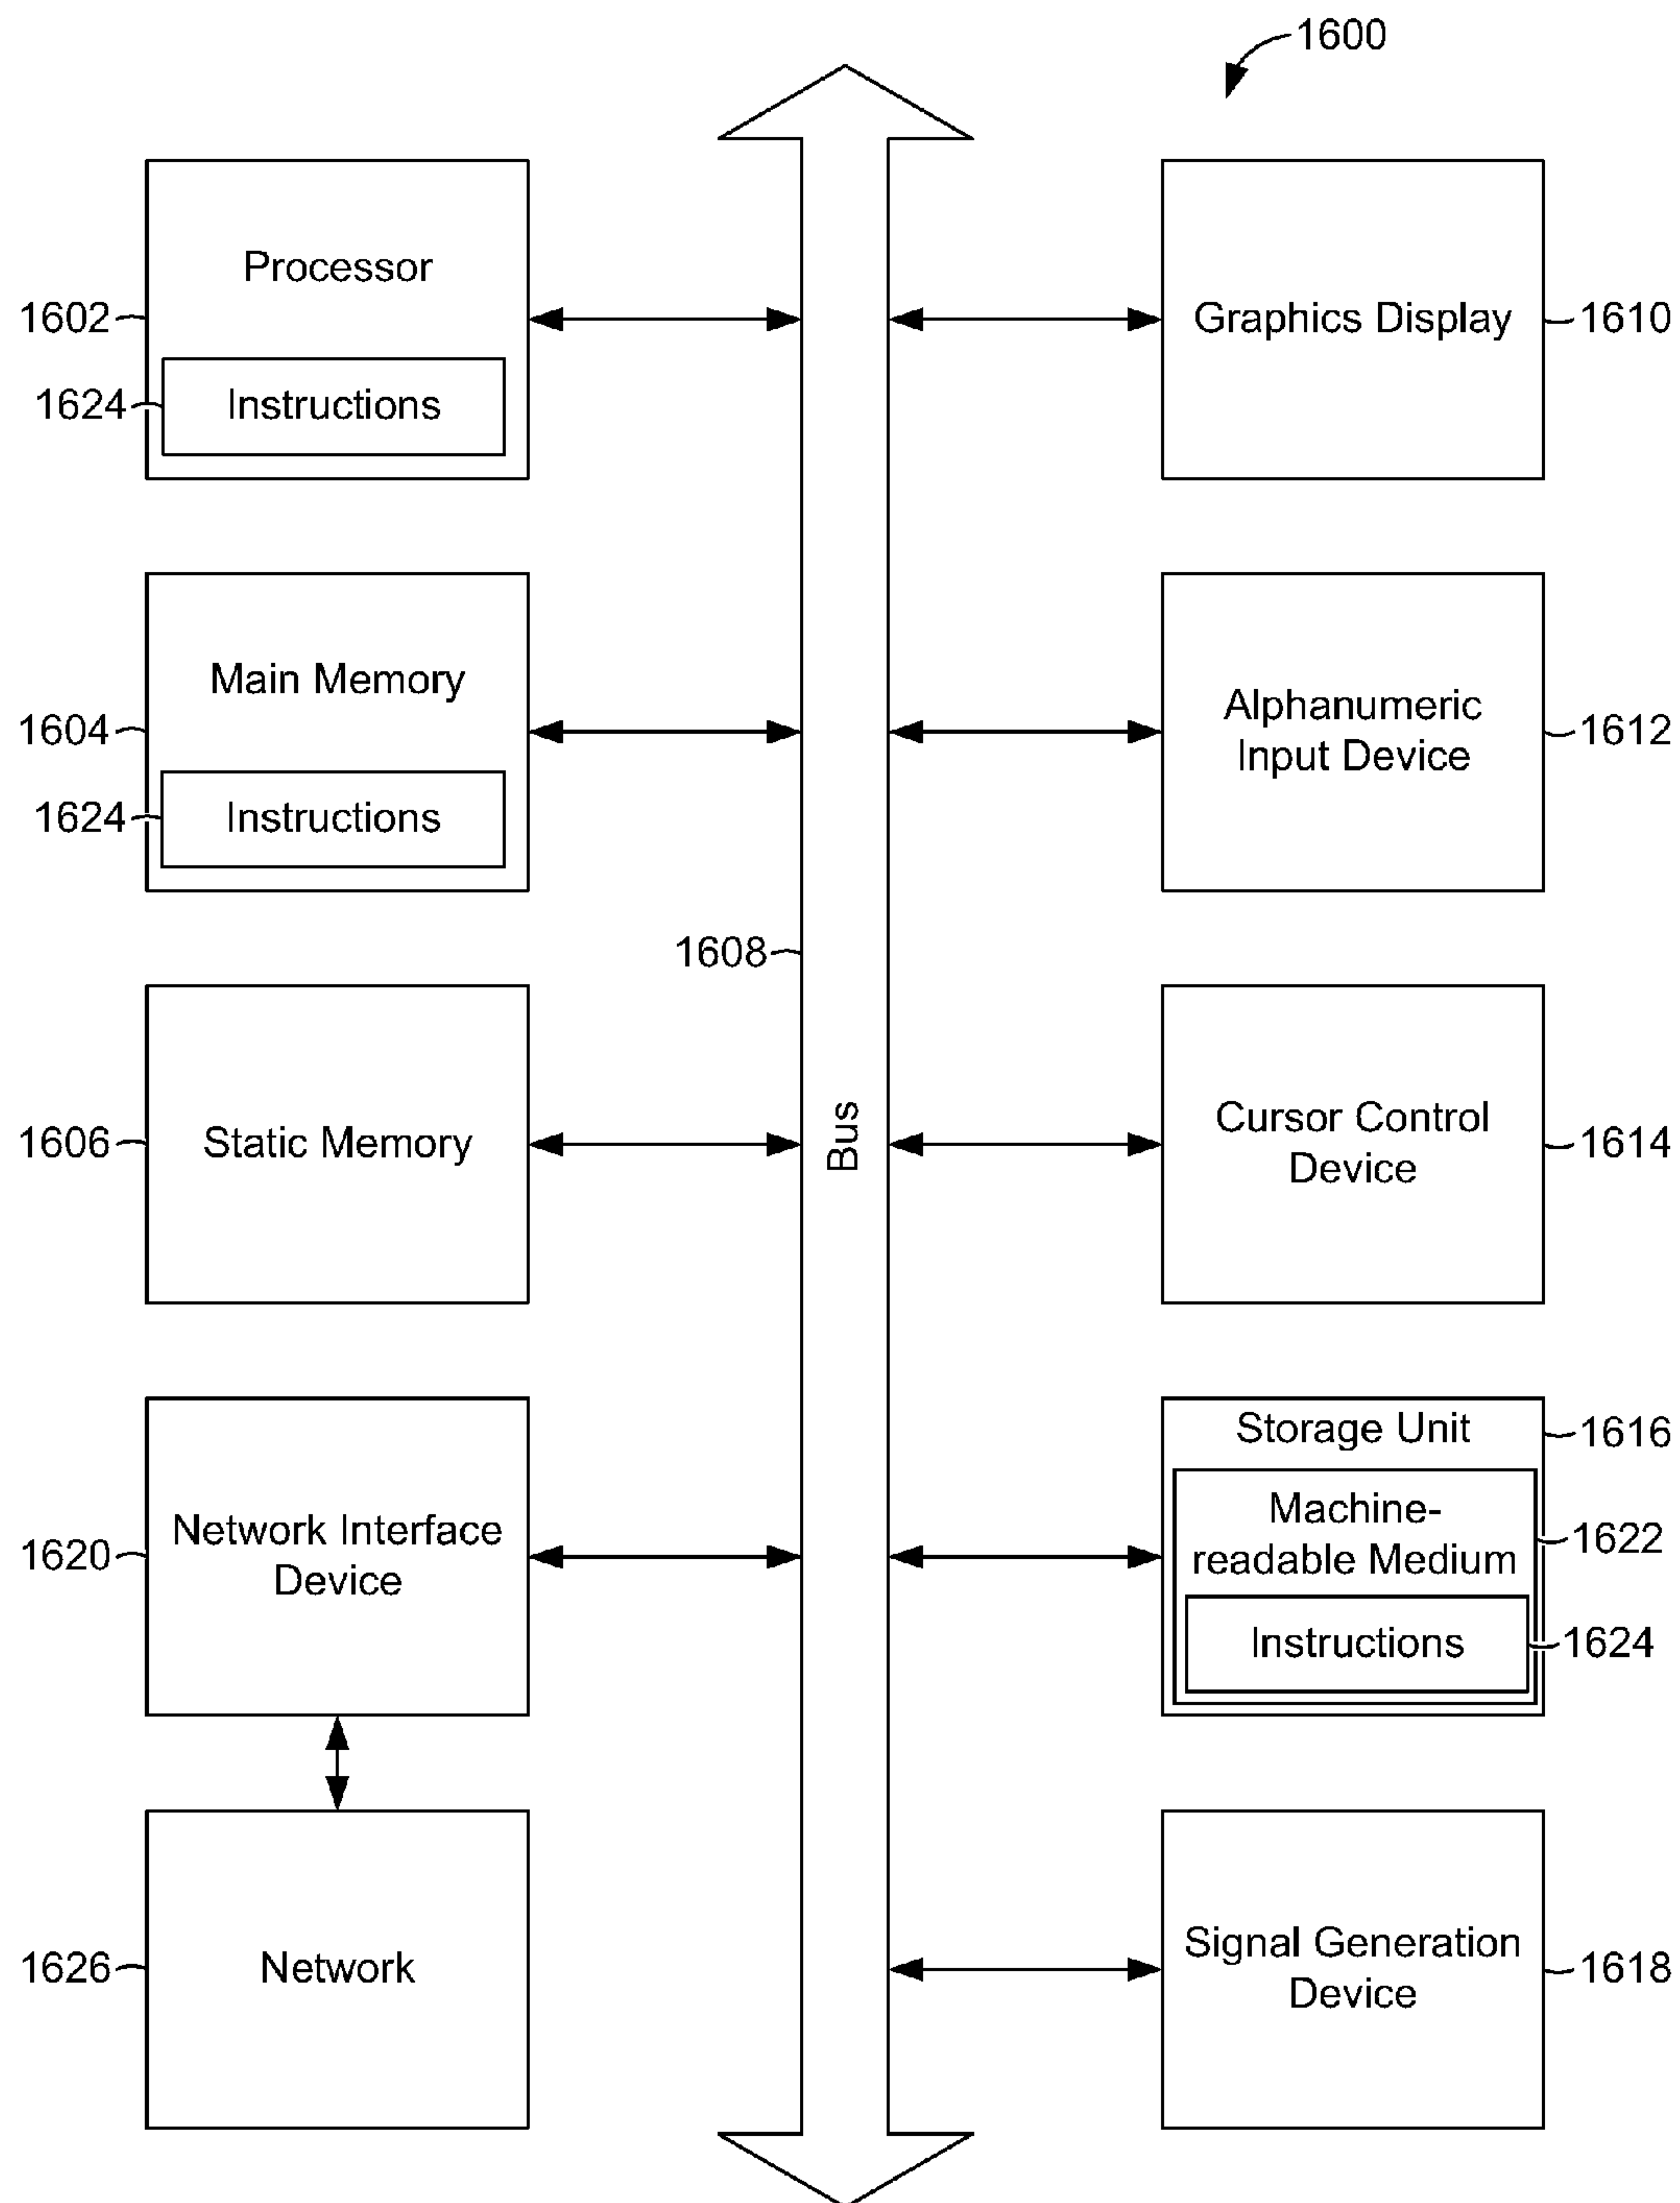 1600
Processor
1602
1624
Instructions
Graphics Display
1610
Main Memory
1604
1624
Instructions
Alphanumeric
Input Device
1612
1608
Bus
Static Memory
1606
Cursor Control
Device
1614
Network Interface
Device
1620
Storage Unit
1616
Machine-
readable Medium
1622
Instructions
1624
Network
1626
Signal Generation
Device
1618